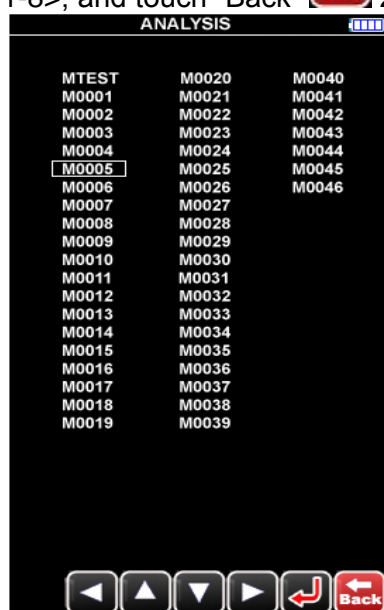 and touch "Back"
ANALYSIS
MTEST M0020 M0040
M0001 M0021 M0041
M0002 M0022 M0042
M0003 M0023 M0043
M0004 M0024 M0044
M0005 M0025 M0045
M0006 M0026 M0046
M0007 M0027
M0008 M0028
M0009 M0029
M0010 M0030
M0011 M0031
M0012 M0032
M0013 M0033
M0014 M0034
M0015 M0035
M0016 M0036
M0017 M0037
M0018 M0038
M0019 M0039
Back